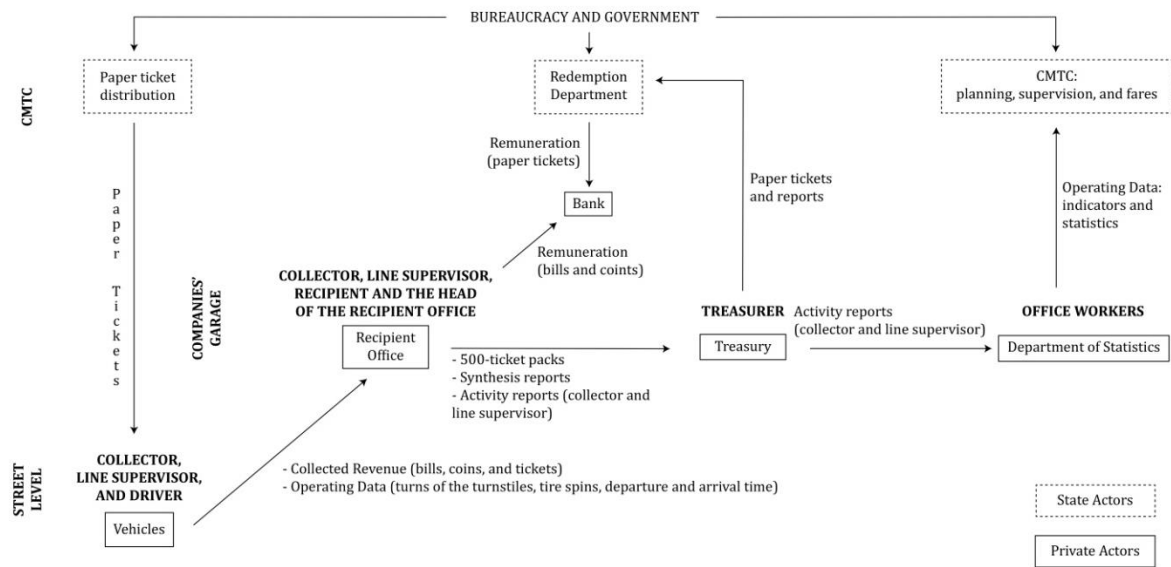 BUREAUCRACY AND GOVERNMENT
CMTC
Paper ticket
distribution
Redemption
Department
CMTC:
planning, supervision, and fares
Remuneration
(paper tickets)
Paper tickets
and reports
Operating Data:
indicators and
statistics
Paper Tickets
Bank
Remuneration
(bills and coints)
COMPANIES'
GARAGE
COLLECTOR, LINE SUPERVISOR,
RECIPIENT AND THE HEAD
OF THE RECIPIENT OFFICE
Recipient
Office
- 500-ticket packs
- Synthesis reports
- Activity reports (collector and
line supervisor)
TREASURER
Treasury
Activity reports
(collector and line supervisor)
OFFICE WORKERS
Department of Statistics
STREET
LEVEL
COLLECTOR,
LINE SUPERVISOR,
AND DRIVER
Vehicles
- Collected Revenue (bills, coins, and tickets)
- Operating Data (turns of the turnstiles, tire spins, departure and arrival time)
State Actors
Private Actors